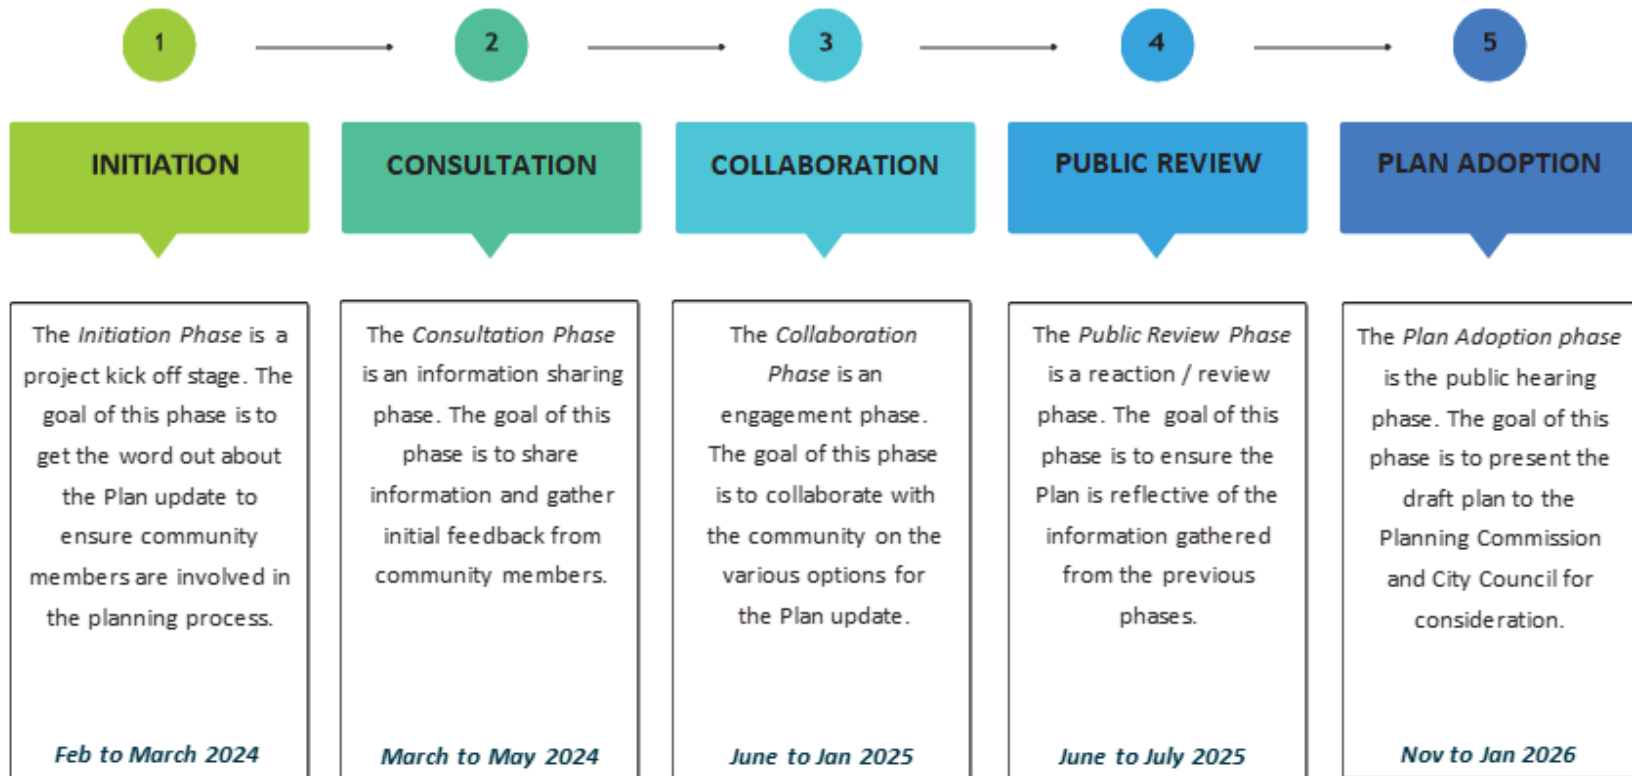 1
2
3
4
5
INITIATION
CONSULTATION
COLLABORATION
PUBLIC REVIEW
PLAN ADOPTION
The Initiation Phase is a
project kick off stage. The
goal of this phase is to
get the word out about
the Plan update to
ensure community
members are involved in
the planning process.
Feb to March 2024
The Consultation Phase
is an information sharing
phase. The goal of this
phase is to share
information and gather
initial feedback from
community members.
March to May 2024
The Collaboration
Phase is an
engagement phase.
The goal of this phase
is to collaborate with
the community on the
various options for
the Plan update.
June to Jan 2025
The Public Review Phase
is a reaction / review
phase. The goal of this
phase is to ensure the
Plan is reflective of the
information gathered
from the previous
phases.
June to July 2025
The Plan Adoption phase
is the public hearing
phase. The goal of this
phase is to present the
draft plan to the
Planning Commission
and City Council for
consideration.
Nov to Jan 2026